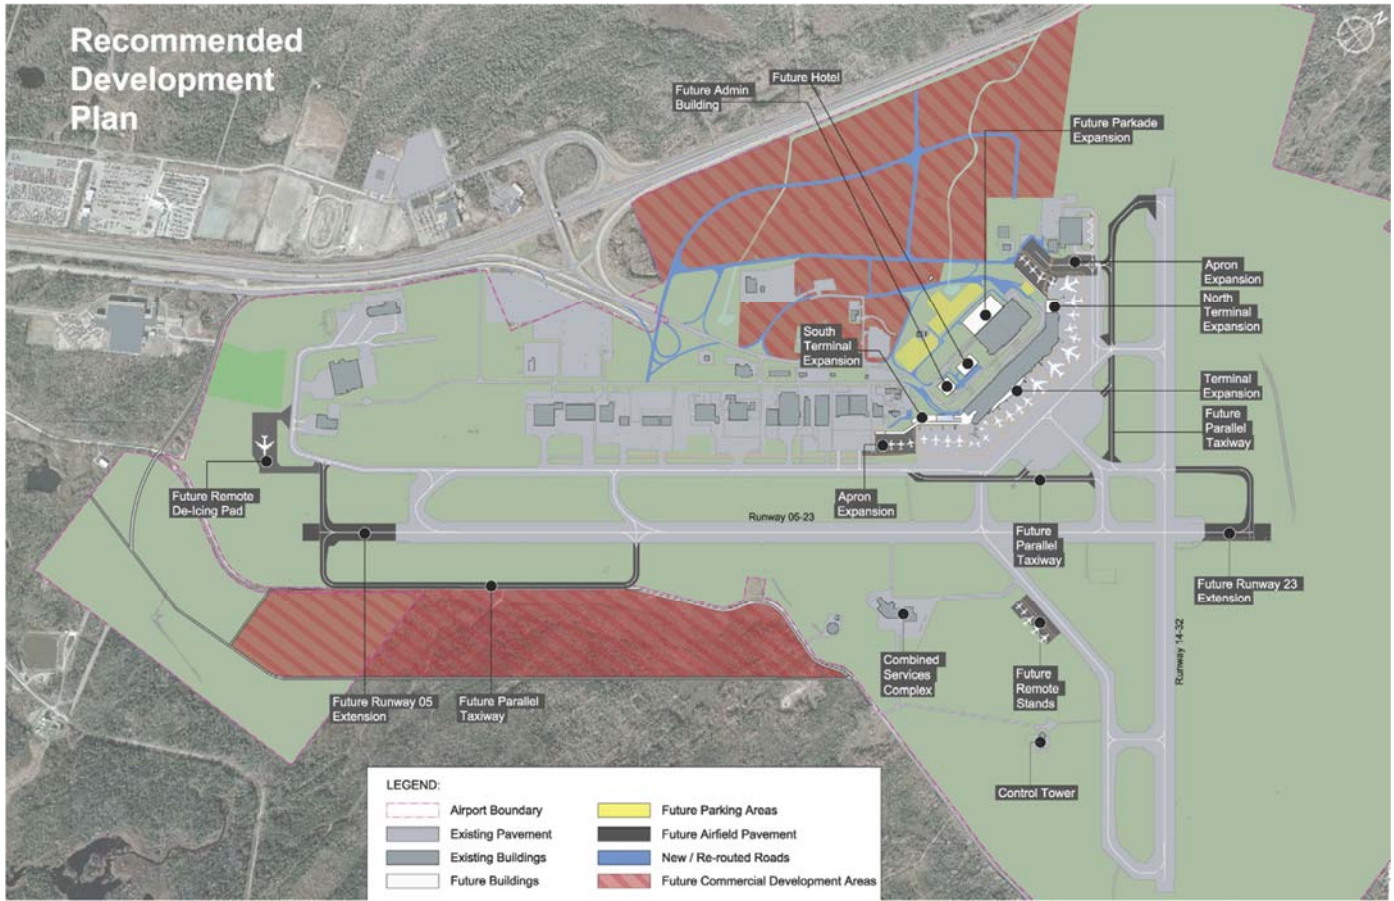 Recommended
Development
Plan
Z
Future Hotel
Future Admin
Building
Future Parkade
Expansion
Apron
Expansion
North
Terminal
Expansion
South
Terminal
Expansion
Terminal
Expansion
Future
Parallel
Taxiway
Future Remote
De-Icing Pad
Apron
Expansion
Runway 05-23
Future
Parallel
Taxiway
Future Runway 23
Extension
Runway 14-32
Combined
Services
Complex
Future
Remote
Stands
Future Runway 05
Extension
Future Parallel
Taxiway
Control Tower
LEGEND:
Airport Boundary
Existing Pavement
Existing Buildings
Future Buildings
Future Parking Areas
Future Airfield Pavement
New / Re-routed Roads
Future Commercial Development Areas